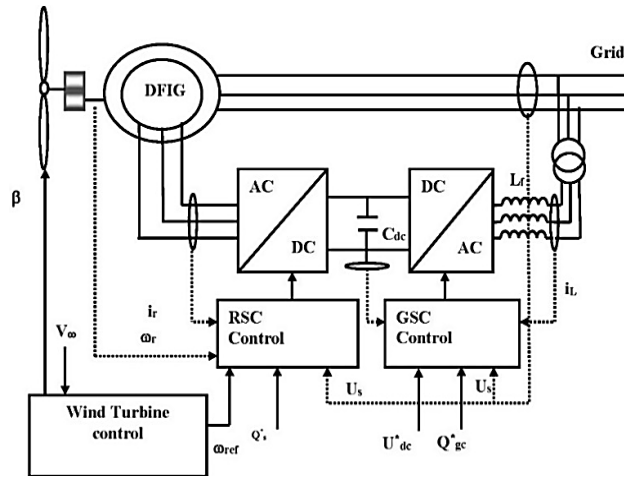 Grid
DFIG
β
AC
DC
DC
AC
Lf
Cdc
ir
ωr
iL
V∞
RSC
Control
GSC
Control
Us
Us
Wind Turbine
control
ωref
Q*s
U*dc
Q*gc